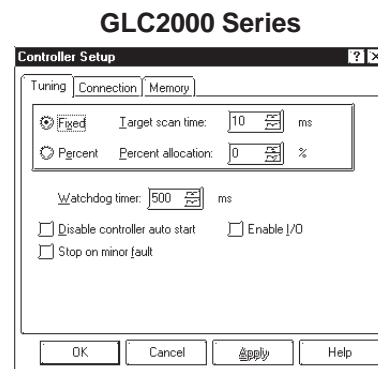 GLC2000 Series
Controller Setup
Tuning Connection Memory
Fixed Target scan time: 10 ms
Percent Percent allocation: 0 %
Watchdog timer: 500 ms
Disable controller auto start Enable I/O
Stop on minor fault
OK Cancel Apply Help